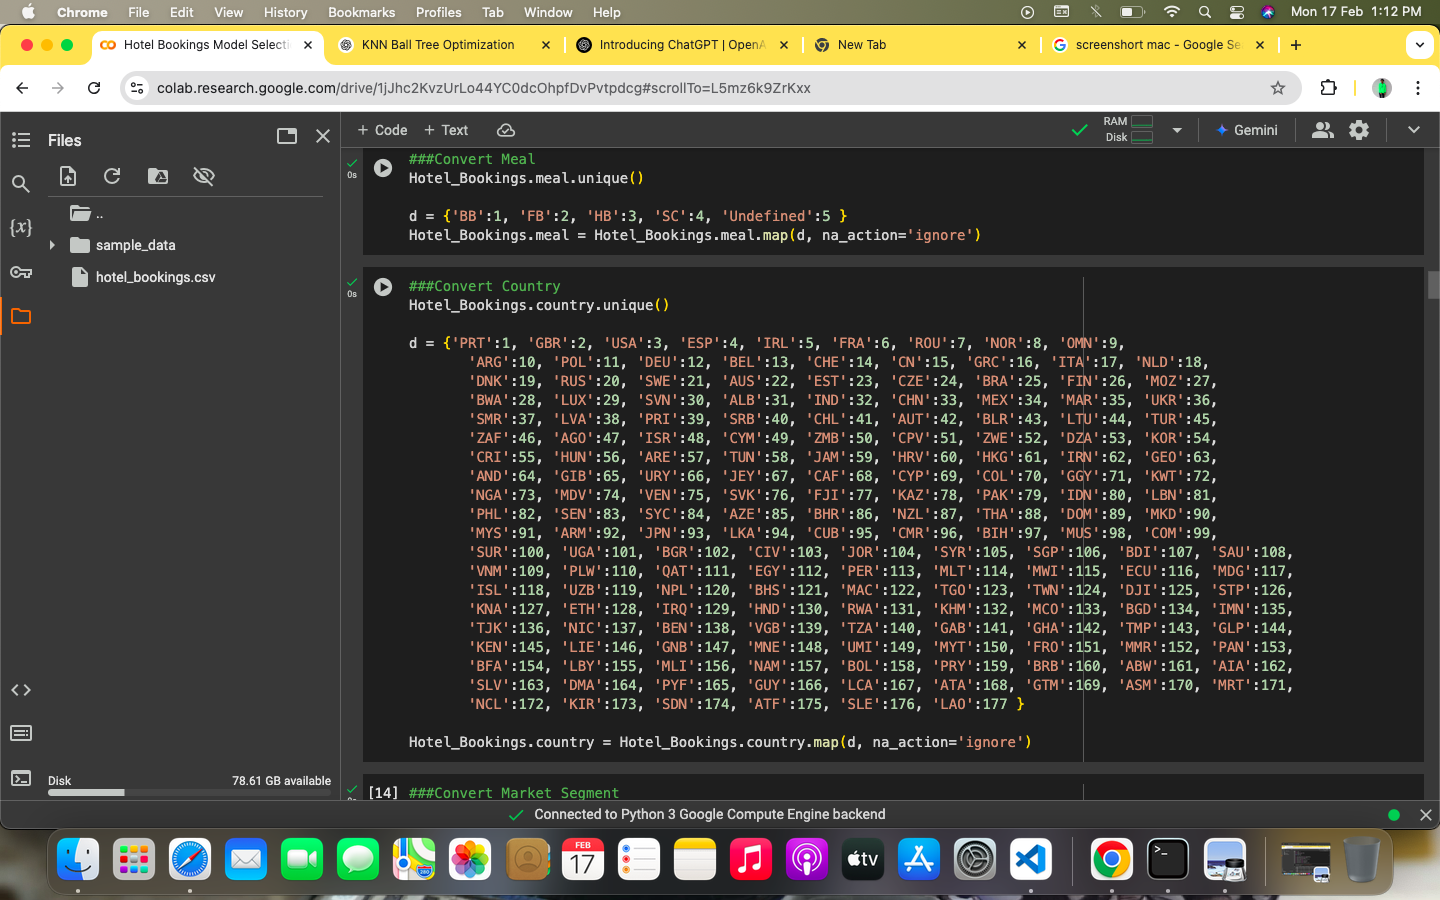 Chrome File Edit View History Bookmarks Profiles Tab Window Help Mon 17 Feb 1:12 PM
Hotel Bookings Model Selecti KNN Ball Tree Optimization Introducing ChatGPT | OpenA New Tab screenshort mac - Google Se
colab.research.google.com/drive/1jJhc2KvzUrLo44YC0dcOhpfDvPvtpdcg#scrollTo=L5mz6k9ZrKxx
Files
+ Code + Text
RAM
Disk
Gemini
..
sample_data
hotel_bookings.csv
{x}
Disk 78.61 GB available
0s
###Convert Meal
Hotel_Bookings.meal.unique()
d = {'BB':1, 'FB':2, 'HB':3, 'SC':4, 'Undefined':5 }
Hotel_Bookings.meal = Hotel_Bookings.meal.map(d, na_action='ignore')
0s
###Convert Country
Hotel_Bookings.country.unique()
d = {'PRT':1, 'GBR':2, 'USA':3, 'ESP':4, 'IRL':5, 'FRA':6, 'ROU':7, 'NOR':8, 'OMN':9,
'ARG':10, 'POL':11, 'DEU':12, 'BEL':13, 'CHE':14, 'CN':15, 'GRC':16, 'ITA':17, 'NLD':18,
'DNK':19, 'RUS':20, 'SWE':21, 'AUS':22, 'EST':23, 'CZE':24, 'BRA':25, 'FIN':26, 'MOZ':27,
'BWA':28, 'LUX':29, 'SVN':30, 'ALB':31, 'IND':32, 'CHN':33, 'MEX':34, 'MAR':35, 'UKR':36,
'SMR':37, 'LVA':38, 'PRI':39, 'SRB':40, 'CHL':41, 'AUT':42, 'BLR':43, 'LTU':44, 'TUR':45,
'ZAF':46, 'AGO':47, 'ISR':48, 'CYM':49, 'ZMB':50, 'CPV':51, 'ZWE':52, 'DZA':53, 'KOR':54,
'CRI':55, 'HUN':56, 'ARE':57, 'TUN':58, 'JAM':59, 'HRV':60, 'HKG':61, 'IRN':62, 'GEO':63,
'AND':64, 'GIB':65, 'URY':66, 'JEY':67, 'CAF':68, 'CYP':69, 'COL':70, 'GGY':71, 'KWT':72,
'NGA':73, 'MDV':74, 'VEN':75, 'SVK':76, 'FJI':77, 'KAZ':78, 'PAK':79, 'IDN':80, 'LBN':81,
'PHL':82, 'SEN':83, 'SYC':84, 'AZE':85, 'BHR':86, 'NZL':87, 'THA':88, 'DOM':89, 'MKD':90,
'MYS':91, 'ARM':92, 'JPN':93, 'LKA':94, 'CUB':95, 'CMR':96, 'BIH':97, 'MUS':98, 'COM':99,
'SUR':100, 'UGA':101, 'BGR':102, 'CIV':103, 'JOR':104, 'SYR':105, 'SGP':106, 'BDI':107, 'SAU':108,
'VNM':109, 'PLW':110, 'QAT':111, 'EGY':112, 'PER':113, 'MLT':114, 'MWI':115, 'ECU':116, 'MDG':117,
'ISL':118, 'UZB':119, 'NPL':120, 'BHS':121, 'MAC':122, 'TGO':123, 'TWN':124, 'DJI':125, 'STP':126,
'KNA':127, 'ETH':128, 'IRQ':129, 'HND':130, 'RWA':131, 'KHM':132, 'MCO':133, 'BGD':134, 'IMN':135,
'TJK':136, 'NIC':137, 'BEN':138, 'VGB':139, 'TZA':140, 'GAB':141, 'GHA':142, 'TMP':143, 'GLP':144,
'KEN':145, 'LIE':146, 'GNB':147, 'MNE':148, 'UMI':149, 'MYT':150, 'FRO':151, 'MMR':152, 'PAN':153,
'BFA':154, 'LBY':155, 'MLI':156, 'NAM':157, 'BOL':158, 'PRY':159, 'BRB':160, 'ABW':161, 'AIA':162,
'SLV':163, 'DMA':164, 'PYF':165, 'GUY':166, 'LCA':167, 'ATA':168, 'GTM':169, 'ASM':170, 'MRT':171,
'NCL':172, 'KIR':173, 'SDN':174, 'ATF':175, 'SLE':176, 'LAO':177 }
Hotel_Bookings.country = Hotel_Bookings.country.map(d, na_action='ignore')
[14] ###Convert Market Segment
Connected to Python 3 Google Compute Engine backend
FEB
17
tv